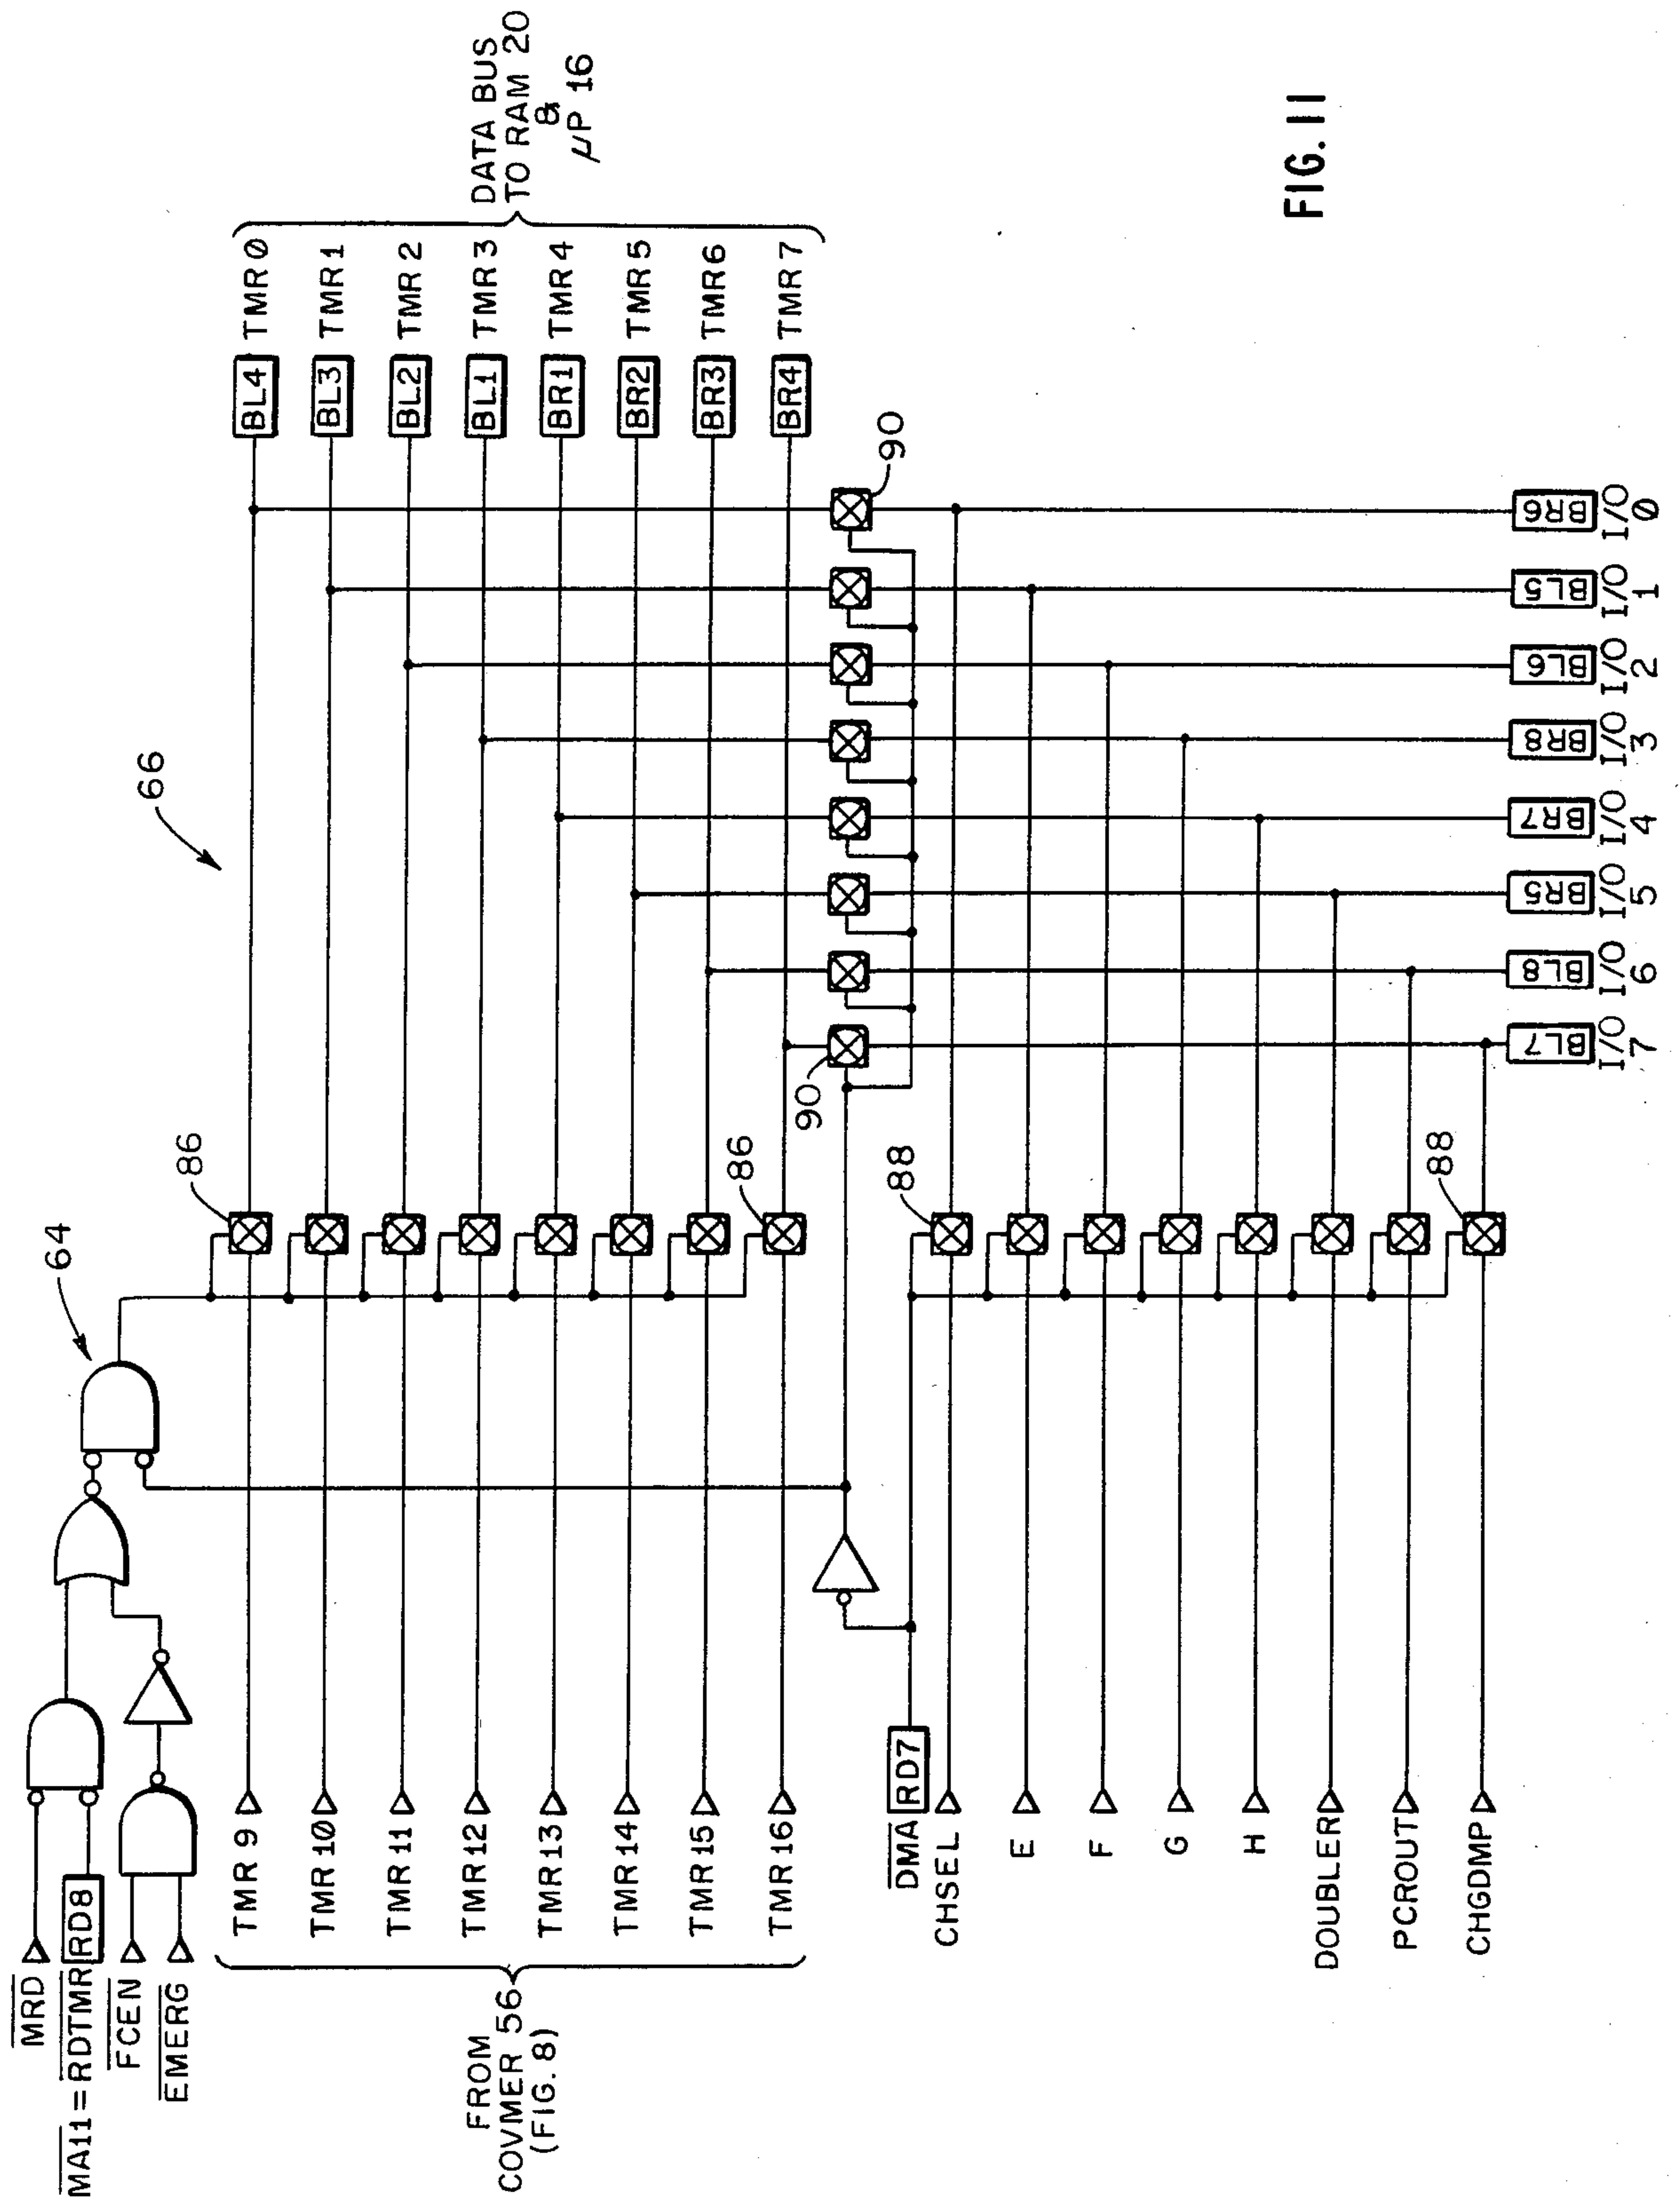 MRD
MA11 = RDTMR RD8
FCEN
EMERG
64
66
FROM
COVMER 56
(FIG. 8)
TMR 9
TMR 10
TMR 11
TMR 12
TMR 13
TMR 14
TMR 15
TMR 16
86
86
BL4 TMR 0
BL3 TMR 1
BL2 TMR 2
BL1 TMR 3
BR1 TMR 4
BR2 TMR 5
BR3 TMR 6
BR4 TMR 7
DATA BUS
TO RAM 20
&
μP 16
90
90
DMA RD7
CHSEL
E
F
G
H
DOUBLER
PCROUT
CHGDMP
88
88
BL7 BL8 BR5 BR7 BR8 BL6 BL5 BR6
I/O I/O I/O I/O I/O I/O I/O I/O
7 6 5 4 3 2 1 0
FIG. 11